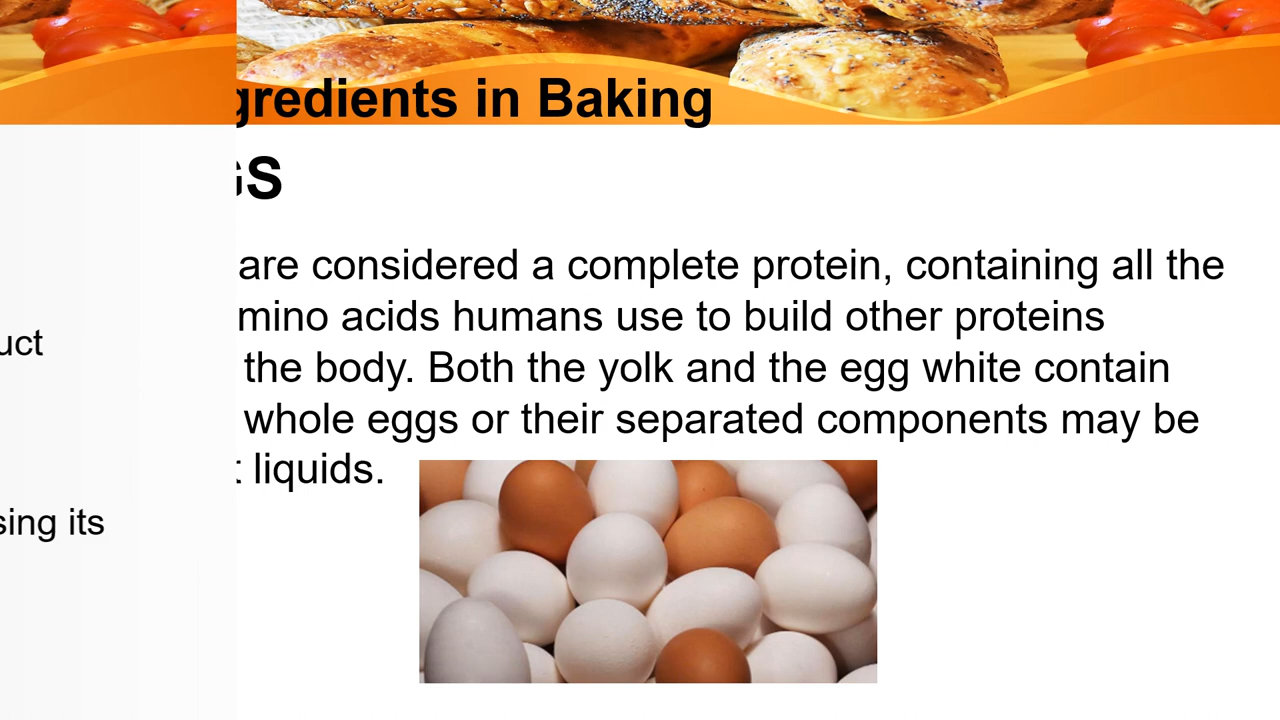 gredients in Baking
GS
are considered a complete protein, containing all the
mino acids humans use to build other proteins
the body. Both the yolk and the egg white contain
whole eggs or their separated components may be
liquids.
uct
sing its